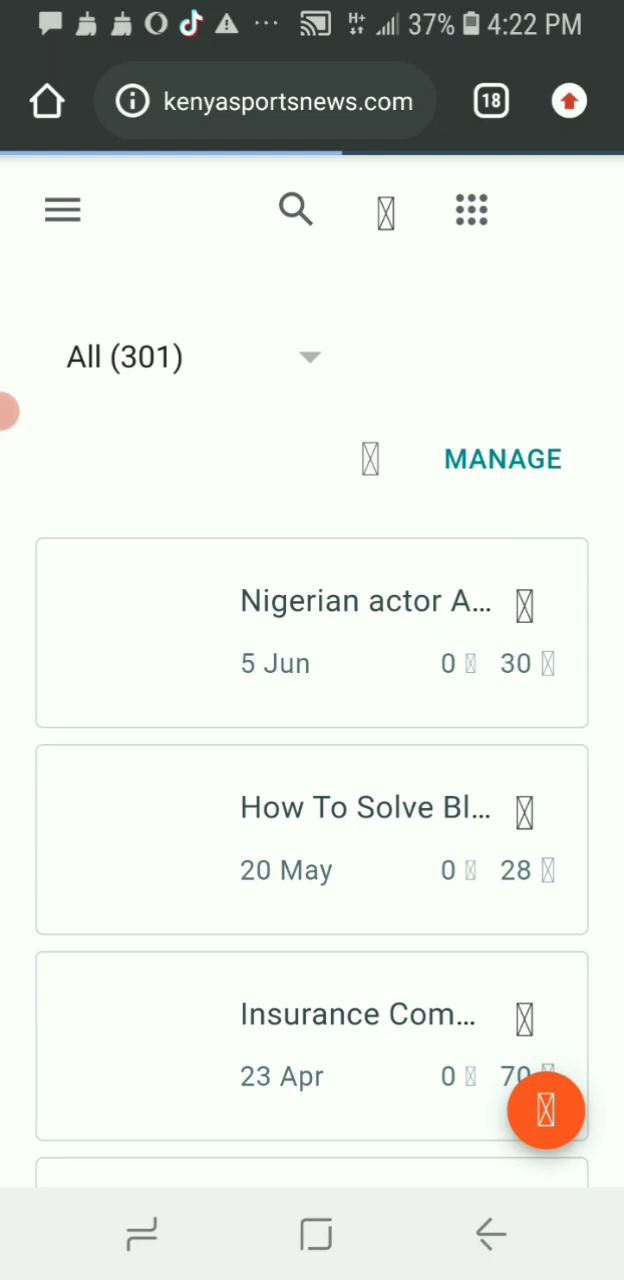 H+ 37% 4:22 PM
kenyasportsnews.com 18
All (301)
MANAGE
Nigerian actor A...
5 Jun 0 30
How To Solve Bl...
20 May 0 28
Insurance Com...
23 Apr 0 70